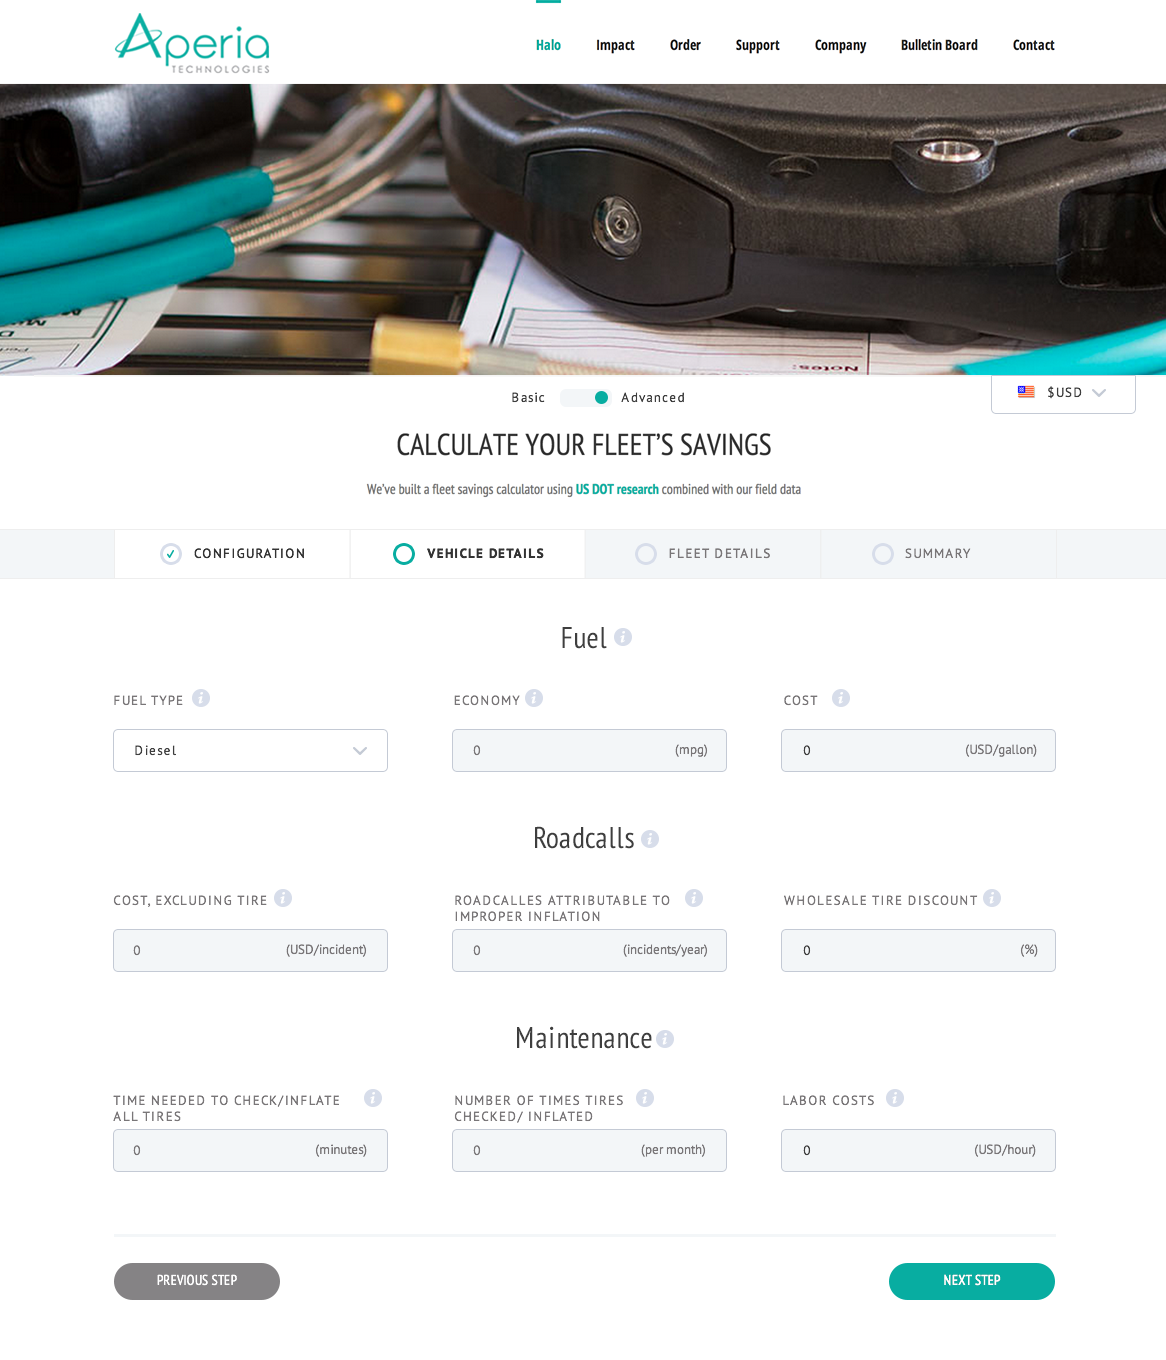 Aperia
TECHNOLOGIES
Halo Impact Order Support Company Bulletin Board Contact
Notes:
Basic Advanced
$USD
CALCULATE YOUR FLEET'S SAVINGS
We've built a fleet savings calculator using US DOT research combined with our field data
CONFIGURATION VEHICLE DETAILS FLEET DETAILS SUMMARY
Fuel
FUEL TYPE ECONOMY COST
Diesel 0 (mpg) 0 (USD/gallon)
Roadcalls
COST, EXCLUDING TIRE ROADCALLES ATTRIBUTABLE TO WHOLESALE TIRE DISCOUNT
IMPROPER INFLATION
0 (USD/incident) 0 (incidents/year) 0 (%)
Maintenance
TIME NEEDED TO CHECK/INFLATE NUMBER OF TIMES TIRES LABOR COSTS
ALL TIRES CHECKED/ INFLATED
0 (minutes) 0 (per month) 0 (USD/hour)
PREVIOUS STEP NEXT STEP